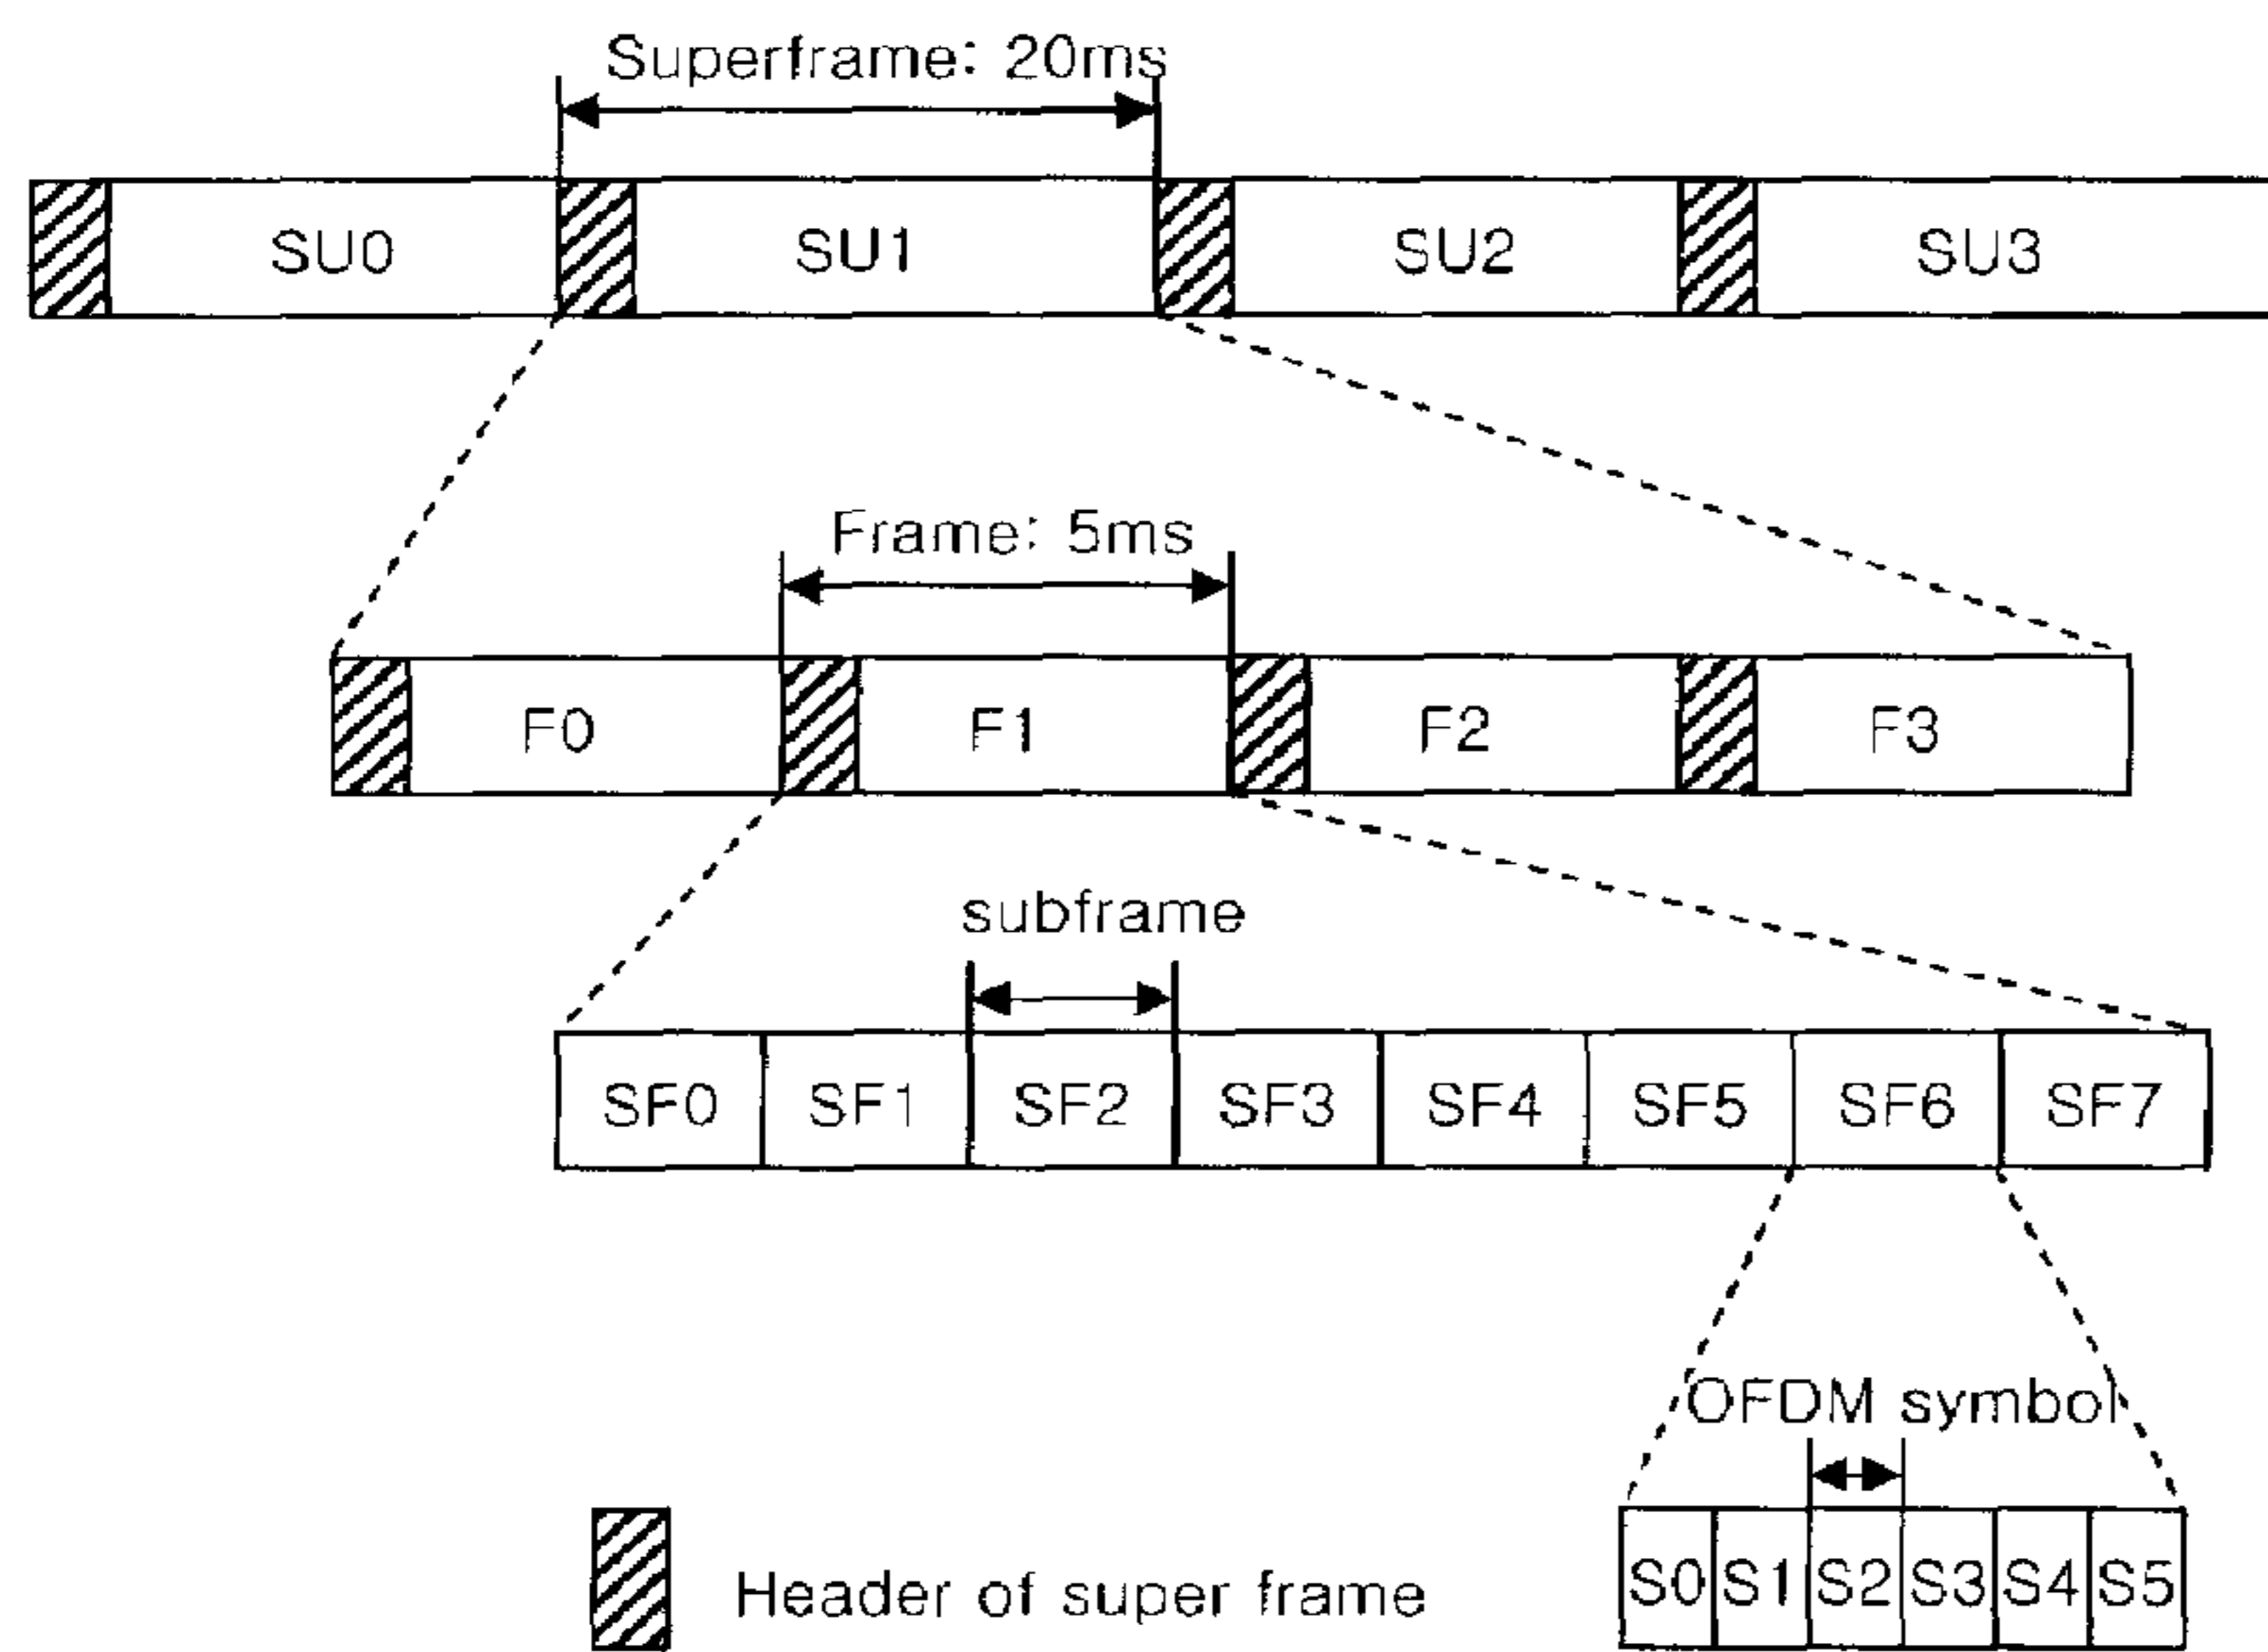 Superframe: 20ms
SU0 SU1 SU2 SU3
Frame: 5ms
F0 F1 F2 F3
subframe
SF0 SF1 SF2 SF3 SF4 SF5 SF6 SF7
OFDM symbol
S0 S1 S2 S3 S4 S5
Header of super frame